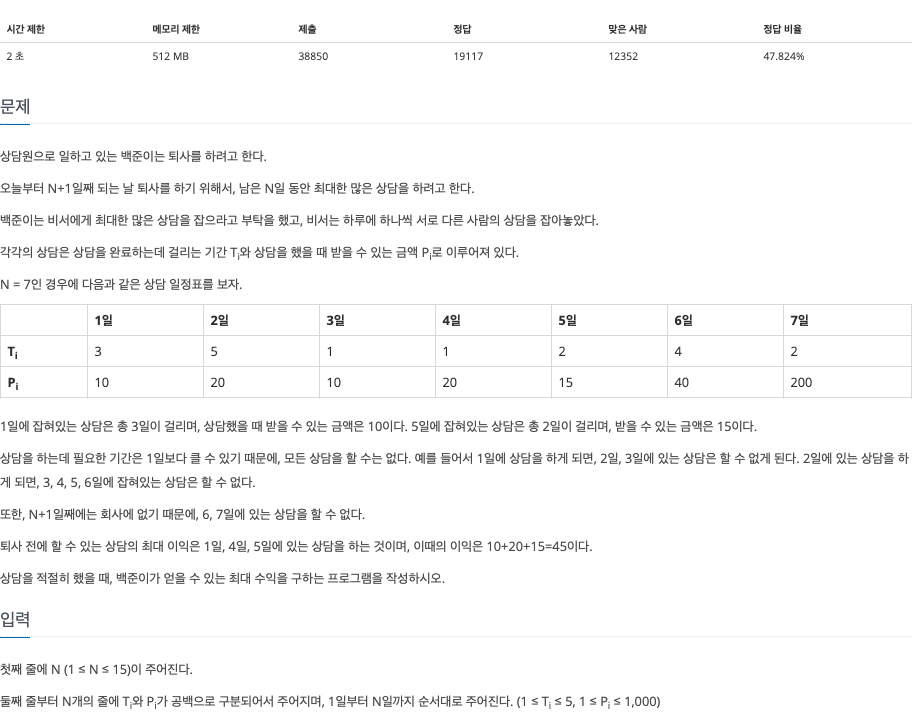 시간 제한 메모리 제한 제출 정답 맞은 사람 정답 비율
2 초 512 MB 38850 19117 12352 47.824%
문제
상담원으로 일하고 있는 백준이는 퇴사를 하려고 한다.
오늘부터 N+1일째 되는 날 퇴사를 하기 위해서, 남은 N일 동안 최대한 많은 상담을 하려고 한다.
백준이는 비서에게 최대한 많은 상담을 잡으라고 부탁을 했고, 비서는 하루에 하나씩 서로 다른 사람의 상담을 잡아놓았다.
각각의 상담은 상담을 완료하는데 걸리는 기간 Ti와 상담을 했을 때 받을 수 있는 금액 Pi로 이루어져 있다.
N = 7인 경우에 다음과 같은 상담 일정표를 보자.
1일 2일 3일 4일 5일 6일 7일
Ti 3 5 1 1 2 4 2
Pi 10 20 10 20 15 40 200
1일에 잡혀있는 상담은 총 3일이 걸리며, 상담했을 때 받을 수 있는 금액은 10이다. 5일에 잡혀있는 상담은 총 2일이 걸리며, 받을 수 있는 금액은 15이다.
상담을 하는데 필요한 기간은 1일보다 클 수 있기 때문에, 모든 상담을 할 수는 없다. 예를 들어서 1일에 상담을 하게 되면, 2일, 3일에 있는 상담은 할 수 없게 된다. 2일에 있는 상담을 하
게 되면, 3, 4, 5, 6일에 잡혀있는 상담은 할 수 없다.
또한, N+1일째에는 회사에 없기 때문에, 6, 7일에 있는 상담을 할 수 없다.
퇴사 전에 할 수 있는 상담의 최대 이익은 1일, 4일, 5일에 있는 상담을 하는 것이며, 이때의 이익은 10+20+15=45이다.
상담을 적절히 했을 때, 백준이가 얻을 수 있는 최대 수익을 구하는 프로그램을 작성하시오.
입력
첫째 줄에 N (1 ≤ N ≤ 15)이 주어진다.
둘째 줄부터 N개의 줄에 Ti와 Pi가 공백으로 구분되어서 주어지며, 1일부터 N일까지 순서대로 주어진다. (1 ≤ Ti ≤ 5, 1 ≤ Pi ≤ 1,000)